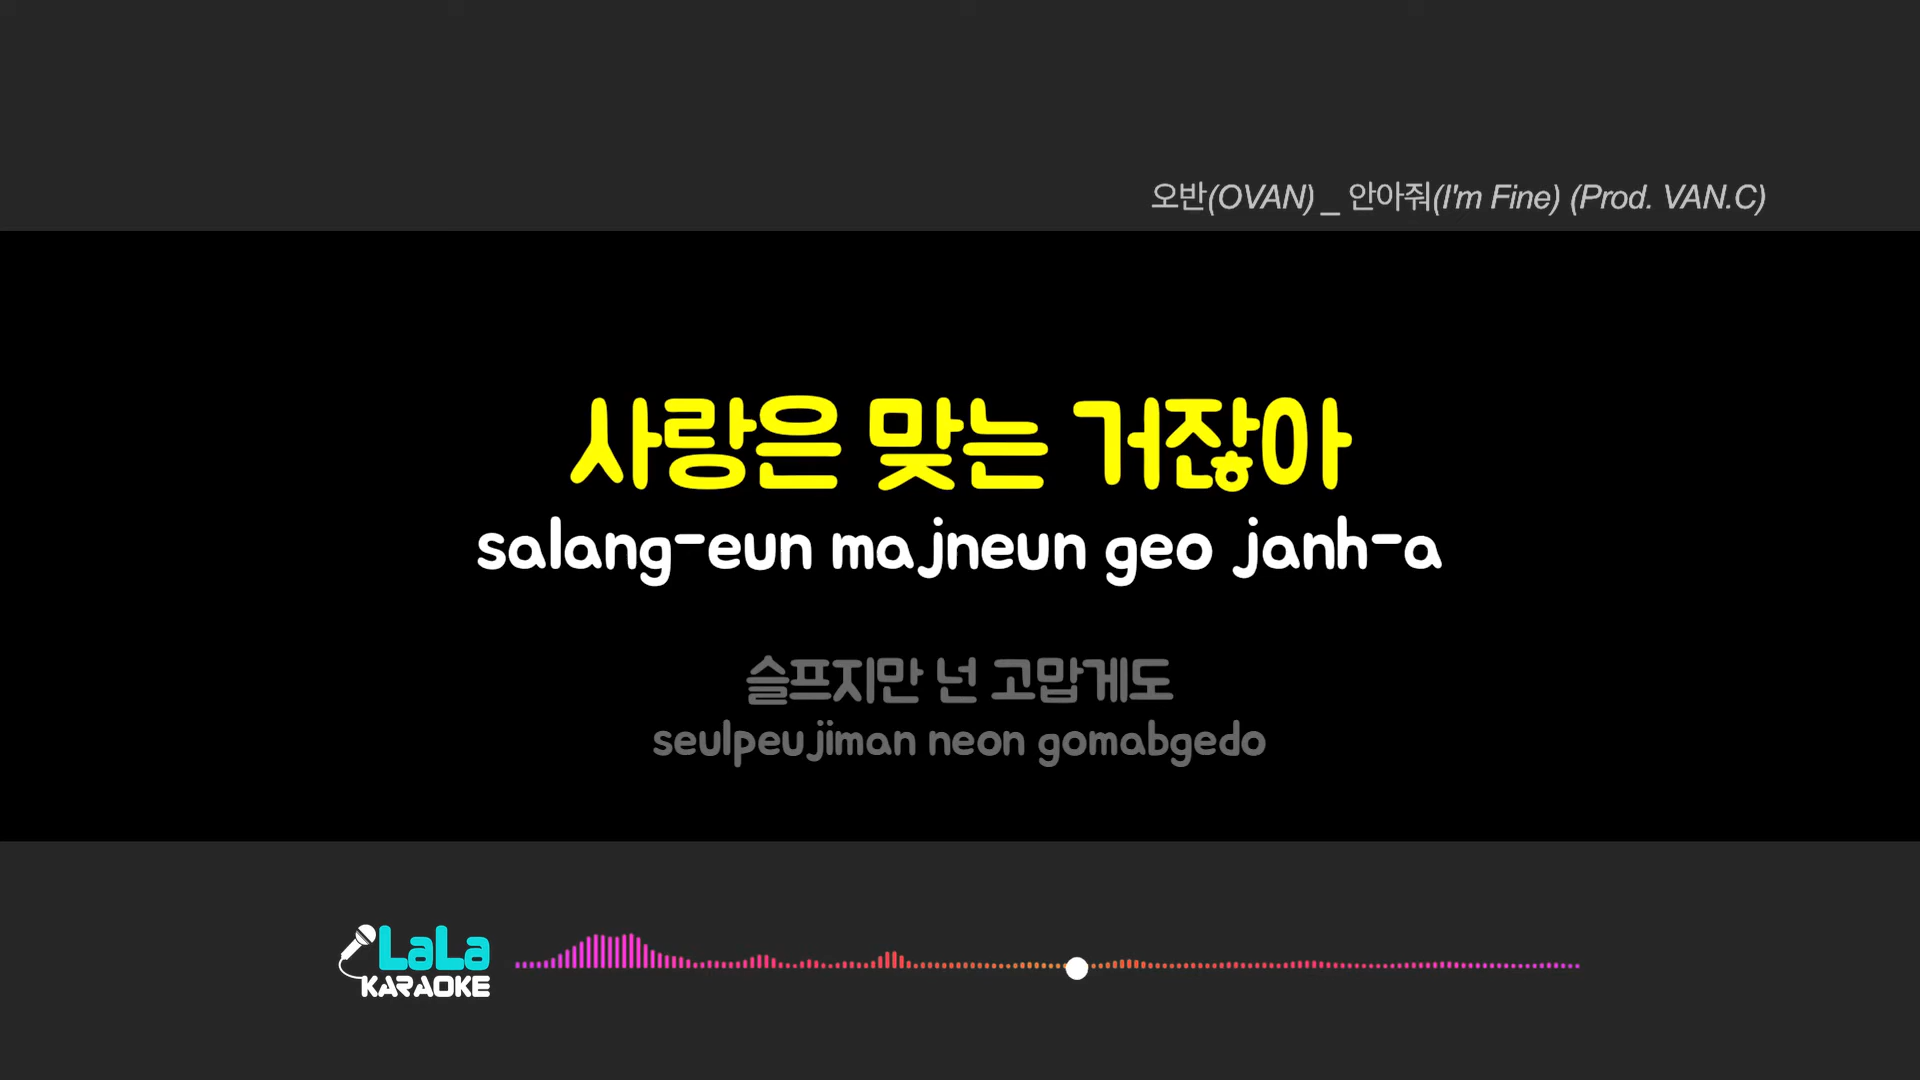 오반(OVAN) _ 안아줘(I'm Fine) (Prod. VAN.C)
사랑은 맞는 거잖아
salang-eun majneun geo janh-a
슬프지만 넌 고맙게도
seulpeujiman neon gomabgedo
LaLa
KARAOKE